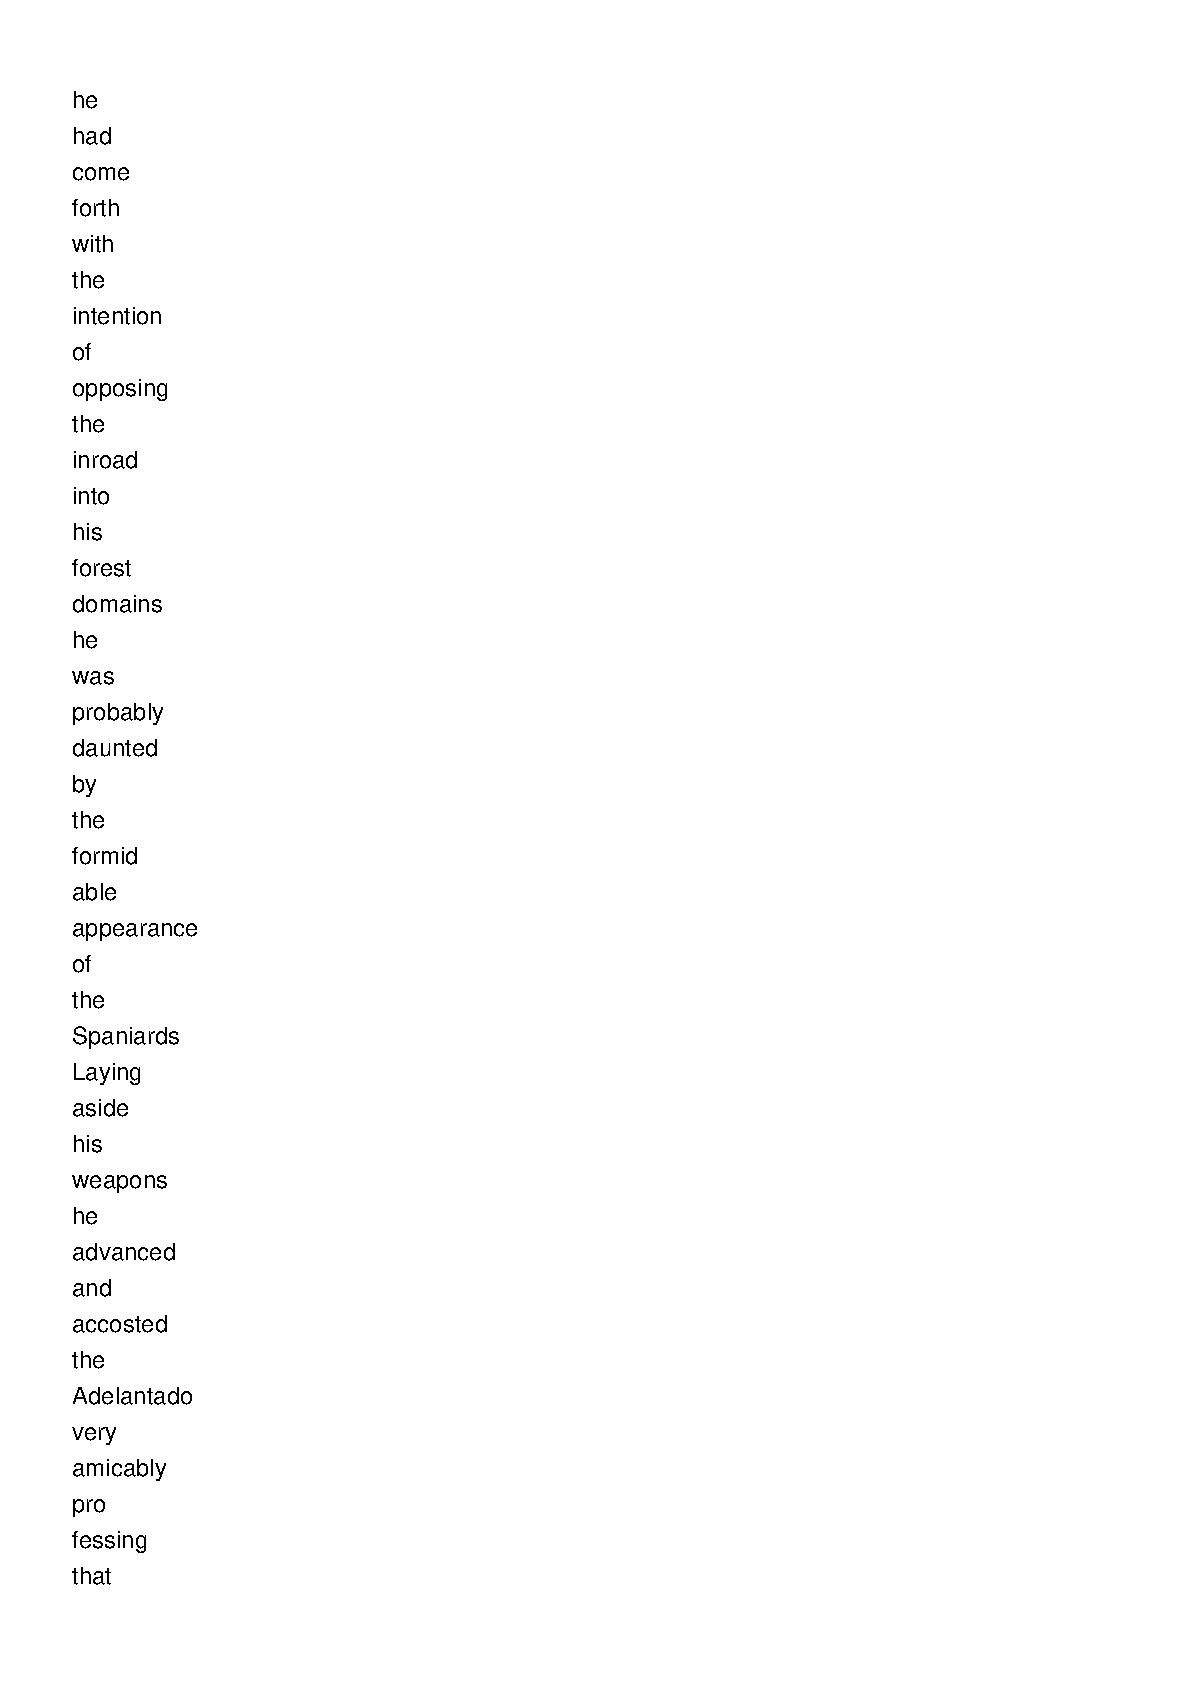 he
had
come
forth
with
the
intention
of
opposing
the
inroad
into
his
forest
domains
he
was
probably
daunted
by
the
formid
able
appearance
of
the
Spaniards
Laying
aside
his
weapons
he
advanced
and
accosted
the
Adelantado
very
amicably
pro
fessing
that